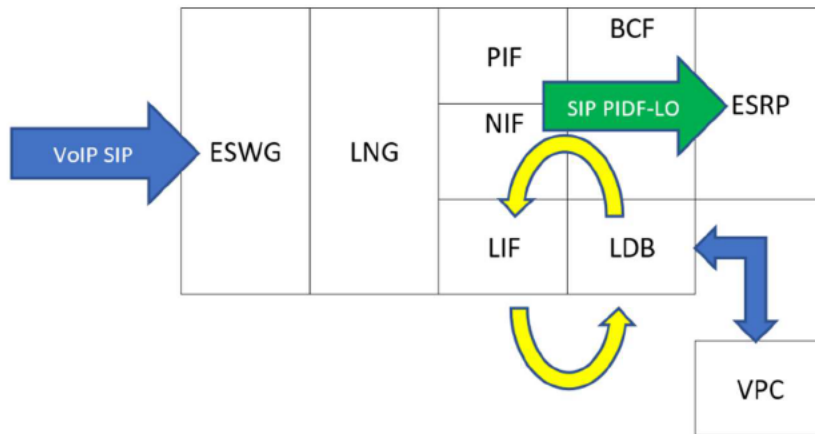 BCF
PIF
SIP PIDF-LO
ESRP
NIF
VoIP SIP
ESWG
LNG
LIF
LDB
VPC